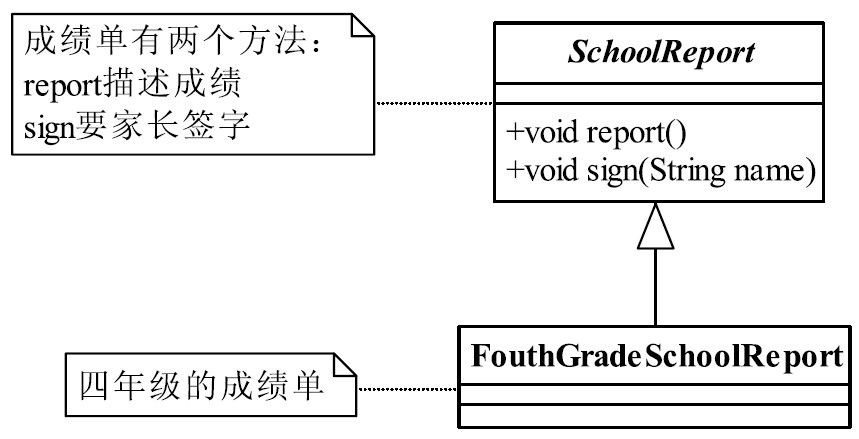 成绩单有两个方法：
report描述成绩
sign要家长签字
SchoolReport
+void report()
+void sign(String name)
FouthGradeSchoolReport
四年级的成绩单